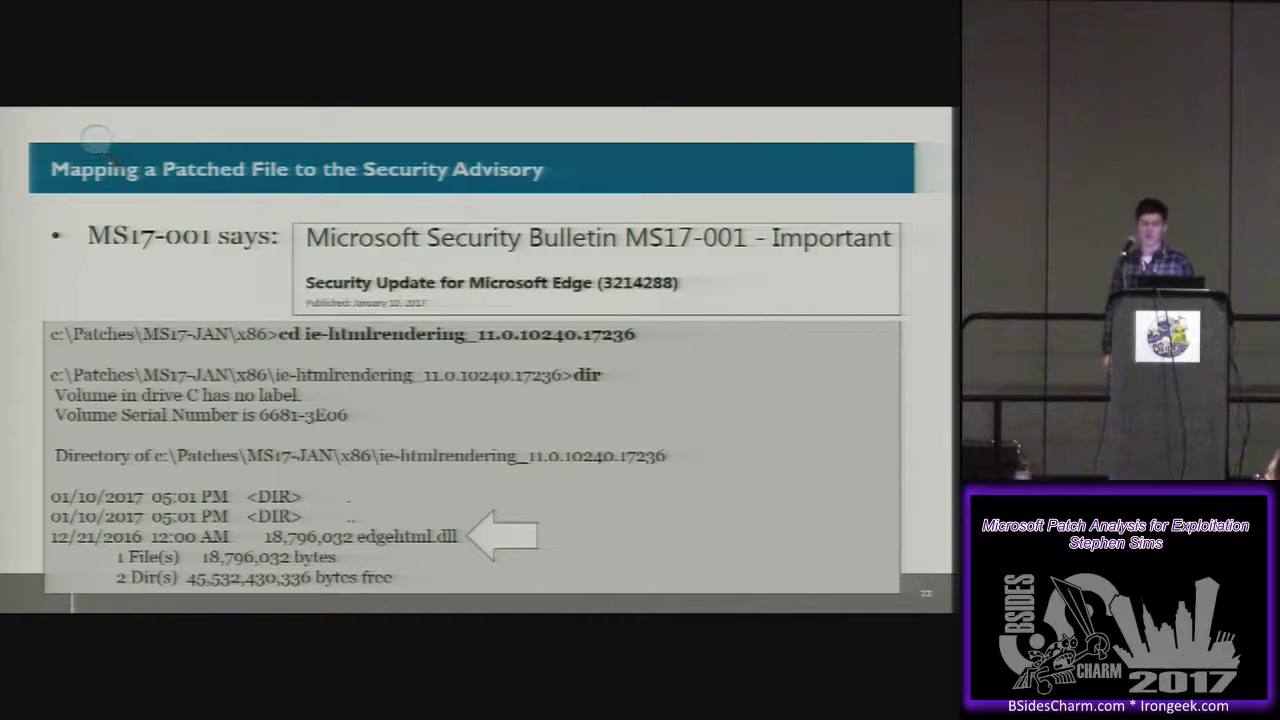 Mapping a Patched File to the Security Advisory
• MS17-001 says:
Microsoft Security Bulletin MS17-001 - Important
Security Update for Microsoft Edge (3214288)
Published: January 10, 2017
c:\Patches\MS17-JAN\x86>cd ie-htmlrendering_11.0.10240.17236
c:\Patches\MS17-JAN\x86\ie-htmlrendering_11.0.10240.17236>dir
Volume in drive C has no label.
Volume Serial Number is 6681-3E06
Directory of c:\Patches\MS17-JAN\x86\ie-htmlrendering_11.0.10240.17236
01/10/2017 05:01 PM <DIR> .
01/10/2017 05:01 PM <DIR> ..
12/21/2016 12:00 AM 18,796,032 edgehtml.dll
1 File(s) 18,796,032 bytes
2 Dir(s) 45,532,430,336 bytes free
22
Microsoft Patch Analysis for Exploitation
Stephen Sims
BSIDES
CHARM
2017
BSidesCharm.com * Irongeek.com